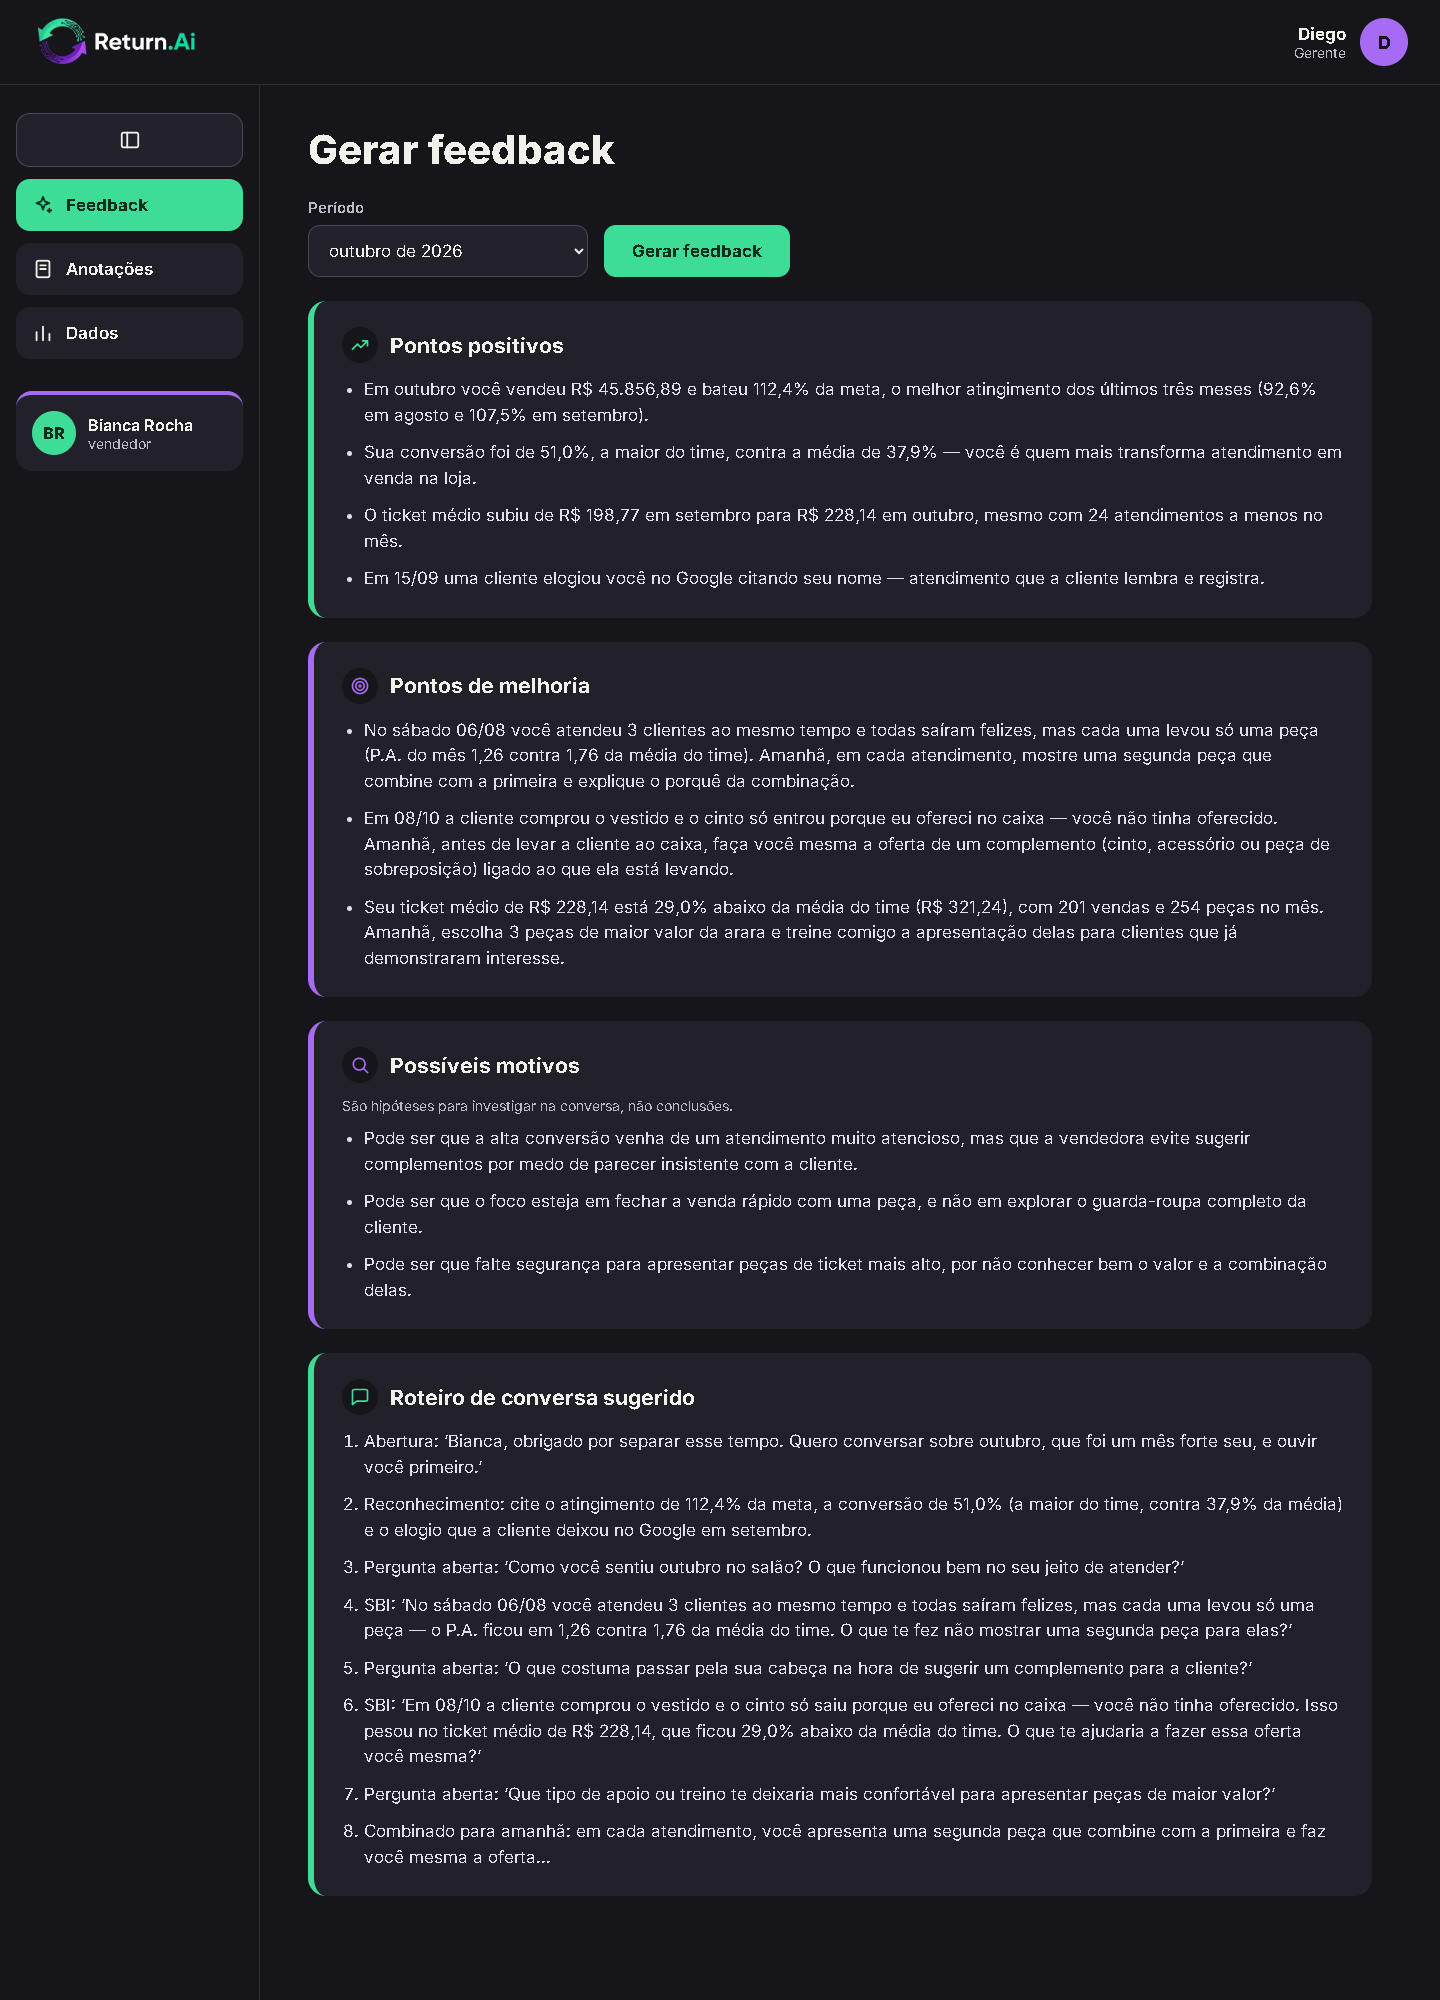 Return.Ai
Diego
Gerente
D
Feedback
Anotações
Dados
BR
Bianca Rocha
vendedor
Gerar feedback
Período
outubro de 2026
Gerar feedback
Pontos positivos
• Em outubro você vendeu R$ 45.856,89 e bateu 112,4% da meta, o melhor atingimento dos últimos três meses (92,6%
em agosto e 107,5% em setembro).
• Sua conversão foi de 51,0%, a maior do time, contra a média de 37,9% — você é quem mais transforma atendimento em
venda na loja.
• O ticket médio subiu de R$ 198,77 em setembro para R$ 228,14 em outubro, mesmo com 24 atendimentos a menos no
mês.
• Em 15/09 uma cliente elogiou você no Google citando seu nome — atendimento que a cliente lembra e registra.
Pontos de melhoria
• No sábado 06/08 você atendeu 3 clientes ao mesmo tempo e todas saíram felizes, mas cada uma levou só uma peça
(P.A. do mês 1,26 contra 1,76 da média do time). Amanhã, em cada atendimento, mostre uma segunda peça que
combine com a primeira e explique o porquê da combinação.
• Em 08/10 a cliente comprou o vestido e o cinto só entrou porque eu ofereci no caixa — você não tinha oferecido.
Amanhã, antes de levar a cliente ao caixa, faça você mesma a oferta de um complemento (cinto, acessório ou peça de
sobreposição) ligado ao que ela está levando.
• Seu ticket médio de R$ 228,14 está 29,0% abaixo da média do time (R$ 321,24), com 201 vendas e 254 peças no mês.
Amanhã, escolha 3 peças de maior valor da arara e treine comigo a apresentação delas para clientes que já
demonstraram interesse.
Possíveis motivos
São hipóteses para investigar na conversa, não conclusões.
• Pode ser que a alta conversão venha de um atendimento muito atencioso, mas que a vendedora evite sugerir
complementos por medo de parecer insistente com a cliente.
• Pode ser que o foco esteja em fechar a venda rápido com uma peça, e não em explorar o guarda-roupa completo da
cliente.
• Pode ser que falte segurança para apresentar peças de ticket mais alto, por não conhecer bem o valor e a combinação
delas.
Roteiro de conversa sugerido
1. Abertura: ‘Bianca, obrigado por separar esse tempo. Quero conversar sobre outubro, que foi um mês forte seu, e ouvir
você primeiro.’
2. Reconhecimento: cite o atingimento de 112,4% da meta, a conversão de 51,0% (a maior do time, contra 37,9% da média)
e o elogio que a cliente deixou no Google em setembro.
3. Pergunta aberta: ‘Como você sentiu outubro no salão? O que funcionou bem no seu jeito de atender?’
4. SBI: ‘No sábado 06/08 você atendeu 3 clientes ao mesmo tempo e todas saíram felizes, mas cada uma levou só uma
peça — o P.A. ficou em 1,26 contra 1,76 da média do time. O que te fez não mostrar uma segunda peça para elas?’
5. Pergunta aberta: ‘O que costuma passar pela sua cabeça na hora de sugerir um complemento para a cliente?’
6. SBI: ‘Em 08/10 a cliente comprou o vestido e o cinto só saiu porque eu ofereci no caixa — você não tinha oferecido. Isso
pesou no ticket médio de R$ 228,14, que ficou 29,0% abaixo da média do time. O que te ajudaria a fazer essa oferta
você mesma?’
7. Pergunta aberta: ‘Que tipo de apoio ou treino te deixaria mais confortável para apresentar peças de maior valor?’
8. Combinado para amanhã: em cada atendimento, você apresenta uma segunda peça que combine com a primeira e faz
você mesma a oferta...